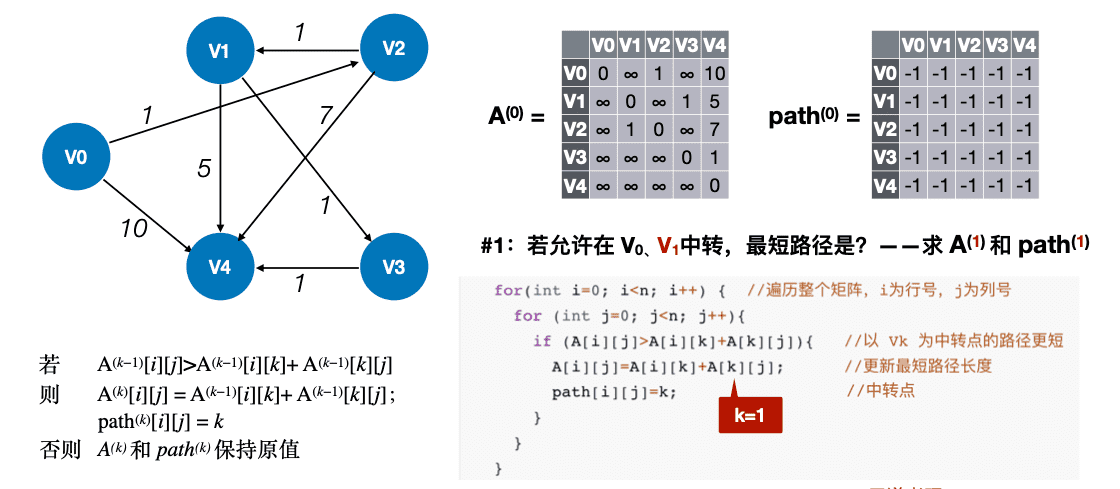 V1
1
V2
1
7
V0
5
1
10
V4
V3
1
A(0) =
V0 V1 V2 V3 V4
V0 0 ∞ 1 ∞ 10
V1 ∞ 0 ∞ 1 5
V2 ∞ 1 0 ∞ 7
V3 ∞ ∞ ∞ 0 1
V4 ∞ ∞ ∞ ∞ 0
path(0) =
V0 V1 V2 V3 V4
V0 -1 -1 -1 -1 -1
V1 -1 -1 -1 -1 -1
V2 -1 -1 -1 -1 -1
V3 -1 -1 -1 -1 -1
V4 -1 -1 -1 -1 -1
#1：若允许在 V0、V1中转，最短路径是？——求 A(1) 和 path(1)
for(int i=0; i<n; i++) { //遍历整个矩阵，i为行号，j为列号
for (int j=0; j<n; j++){
if (A[i][j]>A[i][k]+A[k][j]){ //以 Vk 为中转点的路径更短
A[i][j]=A[i][k]+A[k][j]; //更新最短路径长度
path[i][j]=k; //中转点
}
}
}
k=1
若 A(k-1)[i][j]>A(k-1)[i][k]+ A(k-1)[k][j]
则 A(k)[i][j] = A(k-1)[i][k]+ A(k-1)[k][j] ;
path(k)[i][j] = k
否则 A(k) 和 path(k) 保持原值